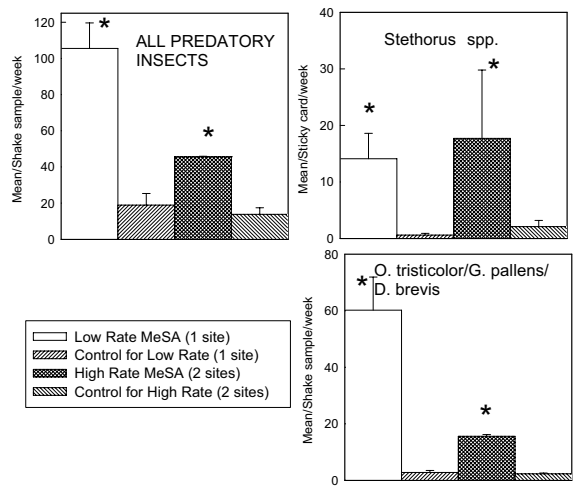 120
100
80
60
40
20
0
Mean/Shake sample/week
*
ALL PREDATORY
INSECTS
*
40
30
20
10
0
Mean/Sticky card/week
Stethorus spp.
*
*
80
60
40
20
0
Mean/Shake sample/week
O. tristicolor/G. pallens/
* D. brevis
*
Low Rate MeSA (1 site)
Control for Low Rate (1 site)
High Rate MeSA (2 sites)
Control for High Rate (2 sites)